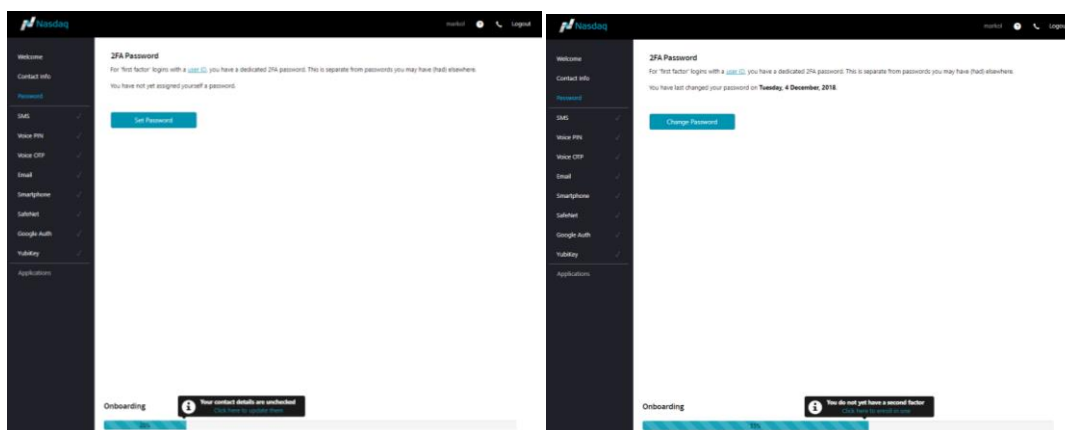 Nasdaq
markol
Logout
Welcome
Contact Info
Password
SMS
Voice PIN
Voice OTP
Email
Smartphone
SafeNet
Google Auth
YubiKey
Applications
2FA Password
For 'first factor' logins with a user ID, you have a dedicated 2FA password. This is separate from passwords you may have (had) elsewhere.
You have not yet assigned yourself a password.
Set Password
Onboarding
Your contact details are unchecked
Click here to update them
Nasdaq
markol
Welcome
Contact Info
Password
SMS
Voice PIN
Voice OTP
Email
Smartphone
SafeNet
Google Auth
YubiKey
Applications
2FA Password
For 'first factor' logins with a user ID, you have a dedicated 2FA password. This is separate from passwords you may have (had) elsewhere.
You have last changed your password on Tuesday, 4 December, 2018.
Change Password
Onboarding
You do not yet have a second factor
Click here to enroll in one